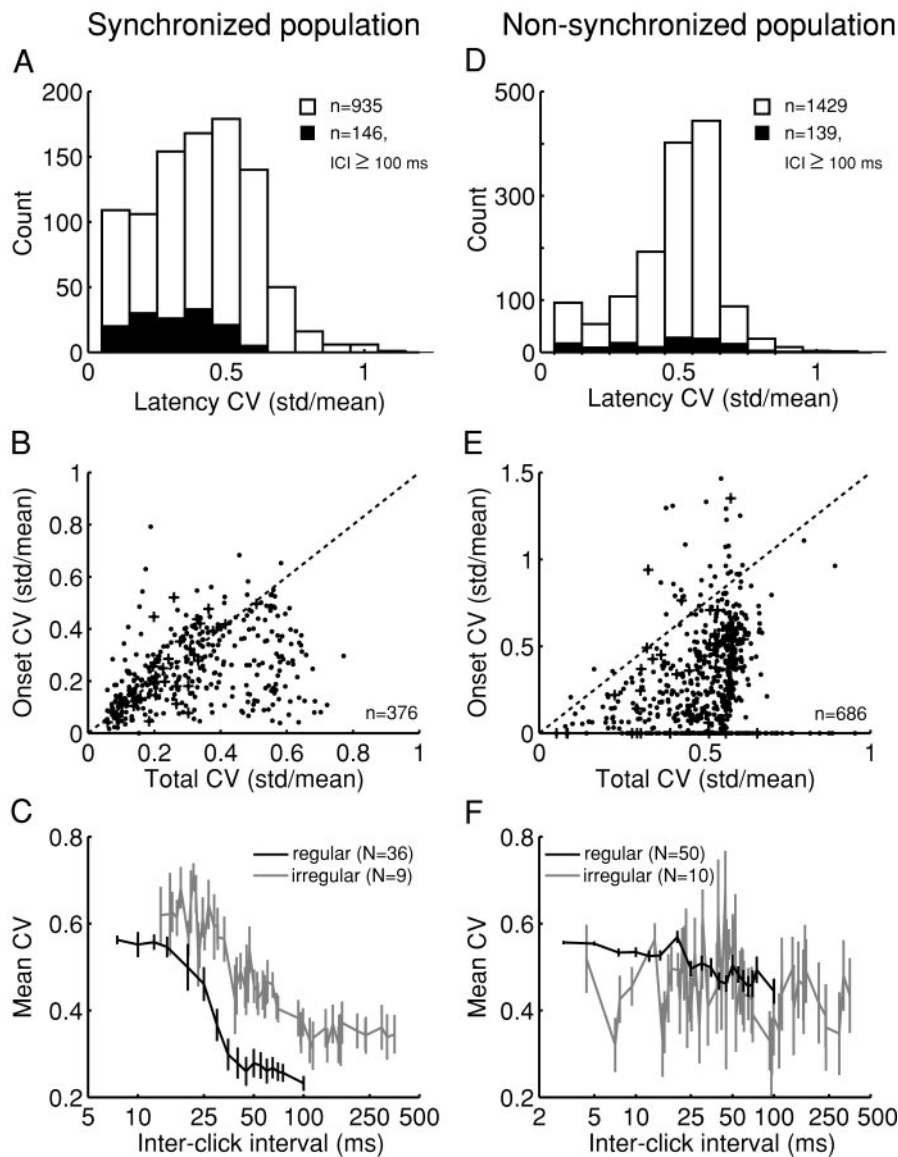 Synchronized population
Non-synchronized population
A
200
150
100
50
0
Count
n=935
n=146,
ICI ≥ 100 ms
0
0.5
1
Latency CV (std/mean)
D
500
300
100
0
Count
n=1429
n=139,
ICI ≥ 100 ms
0
0.5
1
Latency CV (std/mean)
B
1
0.8
0.6
0.4
0.2
0
Onset CV (std/mean)
n=376
0
0.2
0.4
0.6
0.8
1
Total CV (std/mean)
E
1.5
1
0.5
0
Onset CV (std/mean)
n=686
0
0.5
1
Total CV (std/mean)
C
0.8
0.6
0.4
0.2
Mean CV
regular (N=36)
irregular (N=9)
5
10
25
50
100
250
500
Inter-click interval (ms)
F
0.8
0.6
0.4
0.2
Mean CV
regular (N=50)
irregular (N=10)
2
5
10
25
50
100
250
500
Inter-click interval (ms)